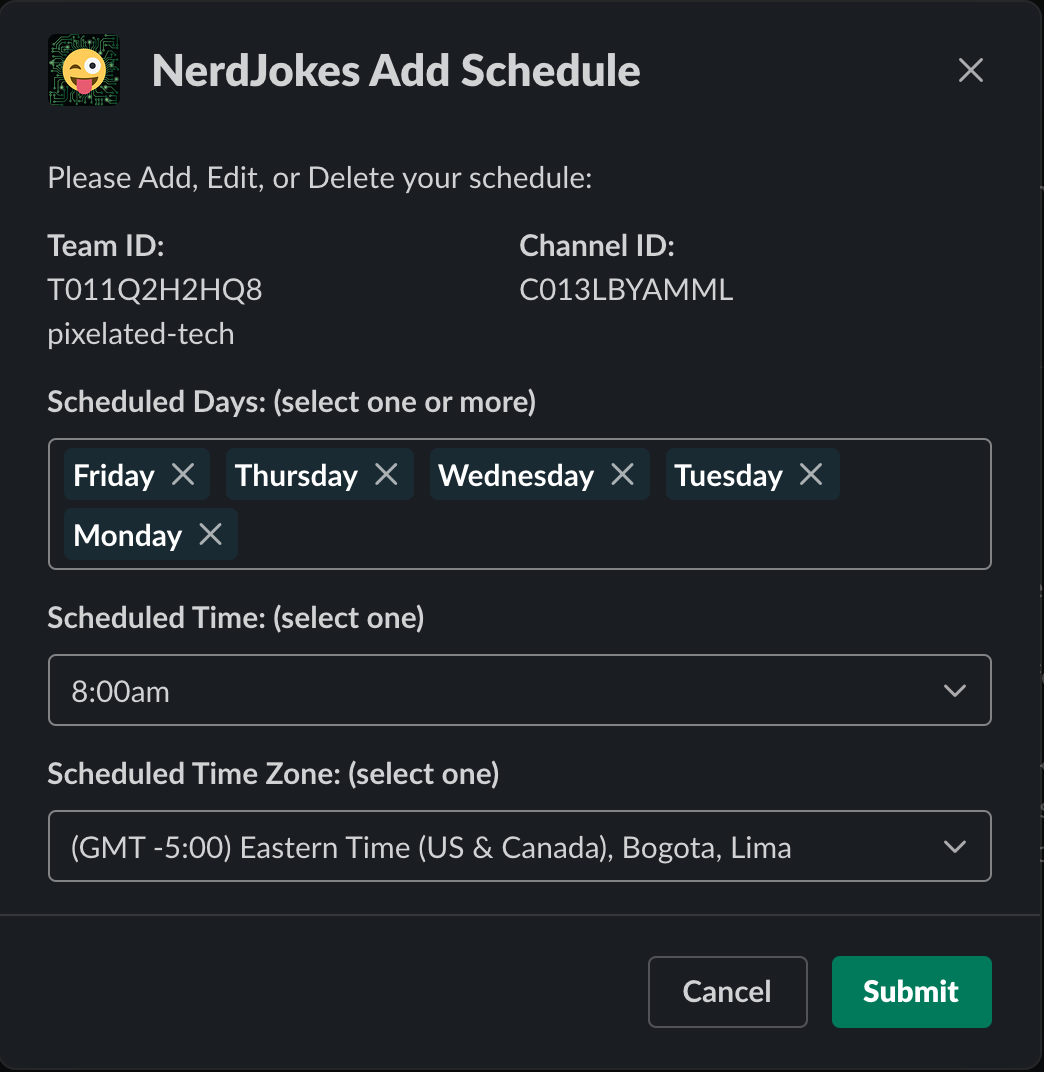 NerdJokes Add Schedule
Please Add, Edit, or Delete your schedule:
Team ID:
T011Q2H2HQ8
pixelated-tech
Channel ID:
C013LBYAMML
Scheduled Days: (select one or more)
Friday Thursday Wednesday Tuesday
Monday
Scheduled Time: (select one)
8:00am
Scheduled Time Zone: (select one)
(GMT -5:00) Eastern Time (US & Canada), Bogota, Lima
Cancel Submit